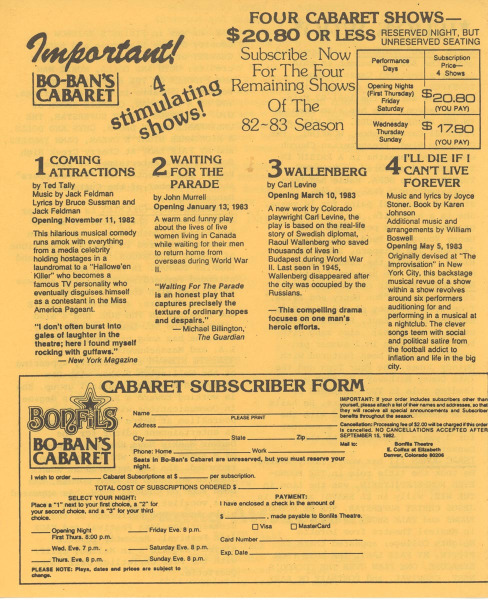 Important!
BO-BAN'S
CABARET
4
stimulating
shows!
FOUR CABARET SHOWS—
$20.80 OR LESS RESERVED NIGHT, BUT
UNRESERVED SEATING
Subscribe Now
For The Four
Remaining Shows
Of The
82-83 Season
Performance
Days
Subscription
Price—
4 Shows
Opening Nights
(First Thursday)
Friday
Saturday
$20.80
(YOU PAY)
Wednesday
Thursday
Sunday
$ 17.80
(YOU PAY)
1 COMING
ATTRACTIONS
by Ted Tally
Music by Jack Feldman
Lyrics by Bruce Sussman and
Jack Feldman
Opening November 11, 1982
This hilarious musical comedy
runs amok with everything
from a media celebrity
holding hostages in a
laundromat to a "Hallowe'en
Killer" who becomes a
famous TV personality who
eventually disguises himself
as a contestant in the Miss
America Pageant.
"I don't often burst into
gales of laughter in the
theatre; here I found myself
rocking with guffaws."
— New York Magazine
2 WAITING
FOR THE
PARADE
by John Murrell
Opening January 13, 1983
A warm and funny play
about the lives of five
women living in Canada
while waiting for their men
to return home from
overseas during World War
II.
"Waiting For The Parade
is an honest play that
captures precisely the
texture of ordinary hopes
and despairs."
— Michael Billington,
The Guardian
3 WALLENBERG
by Carl Levine
Opening March 10, 1983
A new work by Colorado
playwright Carl Levine, the
play is based on the real-life
story of Swedish diplomat,
Raoul Wallenberg who saved
thousands of lives in
Budapest during World War
II. Last seen in 1945,
Wallenberg disappeared after
the city was occupied by the
Russians.
— This compelling drama
focuses on one man's
heroic efforts.
4 I'LL DIE IF I
CAN'T LIVE
FOREVER
Music and lyrics by Joyce
Stoner. Book by Karen
Johnson
Additional music and
arrangements by William
Boswell
Opening May 5, 1983
Originally devised at "The
Improvisation" in New
York City, this backstage
musical revue of a show
within a show revolves
around six performers
auditioning for and
performing in a musical at
a nightclub. The clever
songs teem with social
and political satire from
the football addict to
inflation and life in the big
city.
CABARET SUBSCRIBER FORM
BONFILS
BO-BAN'S
CABARET
Name
PLEASE PRINT
Address
City State Zip
Phone: Home Work
Seats in Bo-Ban's Cabaret are unreserved, but you must reserve your
night.
IMPORTANT: If your order includes subscribers other than
yourself, please attach a list of their names and addresses, so that
they will receive all special announcements and Subscriber
benefits throughout the season.
Cancellation: Processing fee of $2.00 will be charged if this order
is cancelled. NO CANCELLATIONS ACCEPTED AFTER
SEPTEMBER 15, 1982.
Mail to: Bonfils Theatre
E. Colfax at Elizabeth
Denver, Colorado 80206
I wish to order Cabaret Subscriptions at $ per subscription.
TOTAL COST OF SUBSCRIPTIONS ORDERED $ .
SELECT YOUR NIGHT:
Place a "1" next to your first choice, a "2" for
your second choice, and a "3" for your third
choice.
Opening Night
First Thurs. 8:00 p.m.
Friday Eve. 8 p.m.
Wed. Eve. 7 p.m.
Saturday Eve. 8 p.m.
Thurs. Eve. 8 p.m.
Sunday Eve. 8 p.m.
PLEASE NOTE: Plays, dates and prices are subject to
change.
PAYMENT:
I have enclosed a check in the amount of
$ , made payable to Bonfils Theatre.
Visa MasterCard
Card Number
Exp. Date